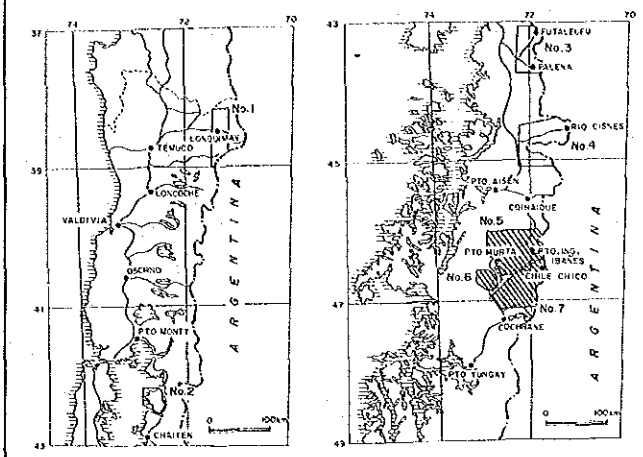 74 72 70
37
No.1
LONQUIMAY
TEMUCO
39
LONCOCHE
VALDIVIA
OSORNO
41
PTO MONTT
ARGENTINA
No.2
0 100km
CHAITEN
43
74 72 70
43
FUTALEUFU
No.3
PALENA
RIO CISNES
No.4
45
PTO. AISEN
COIHAIQUE
No.5
PTO MURTA
PTO. ING. IBANES
No.6
CHILE CHICO
47
No.7
COCHRANE
PTO YUNGAY
ARGENTINA
0 100km
49